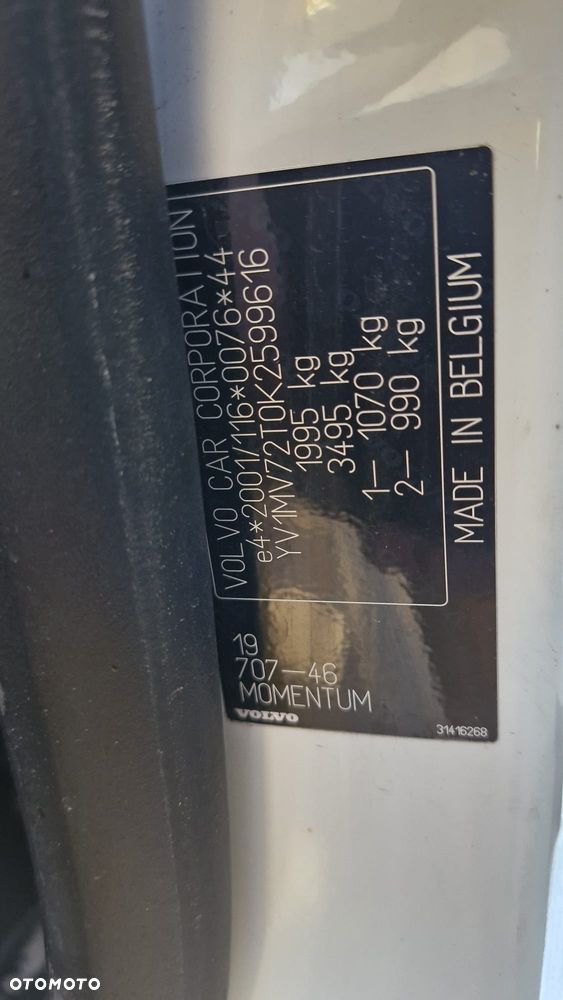 VOLVO CAR CORPORATION
e4*2001/116*0076*44
YV1MV72T0K2599616
1995 kg
3495 kg
1— 1070 kg
2— 990 kg
MADE IN BELGIUM
19
707—46
MOMENTUM
VOLVO
31416268
OTOMOTO